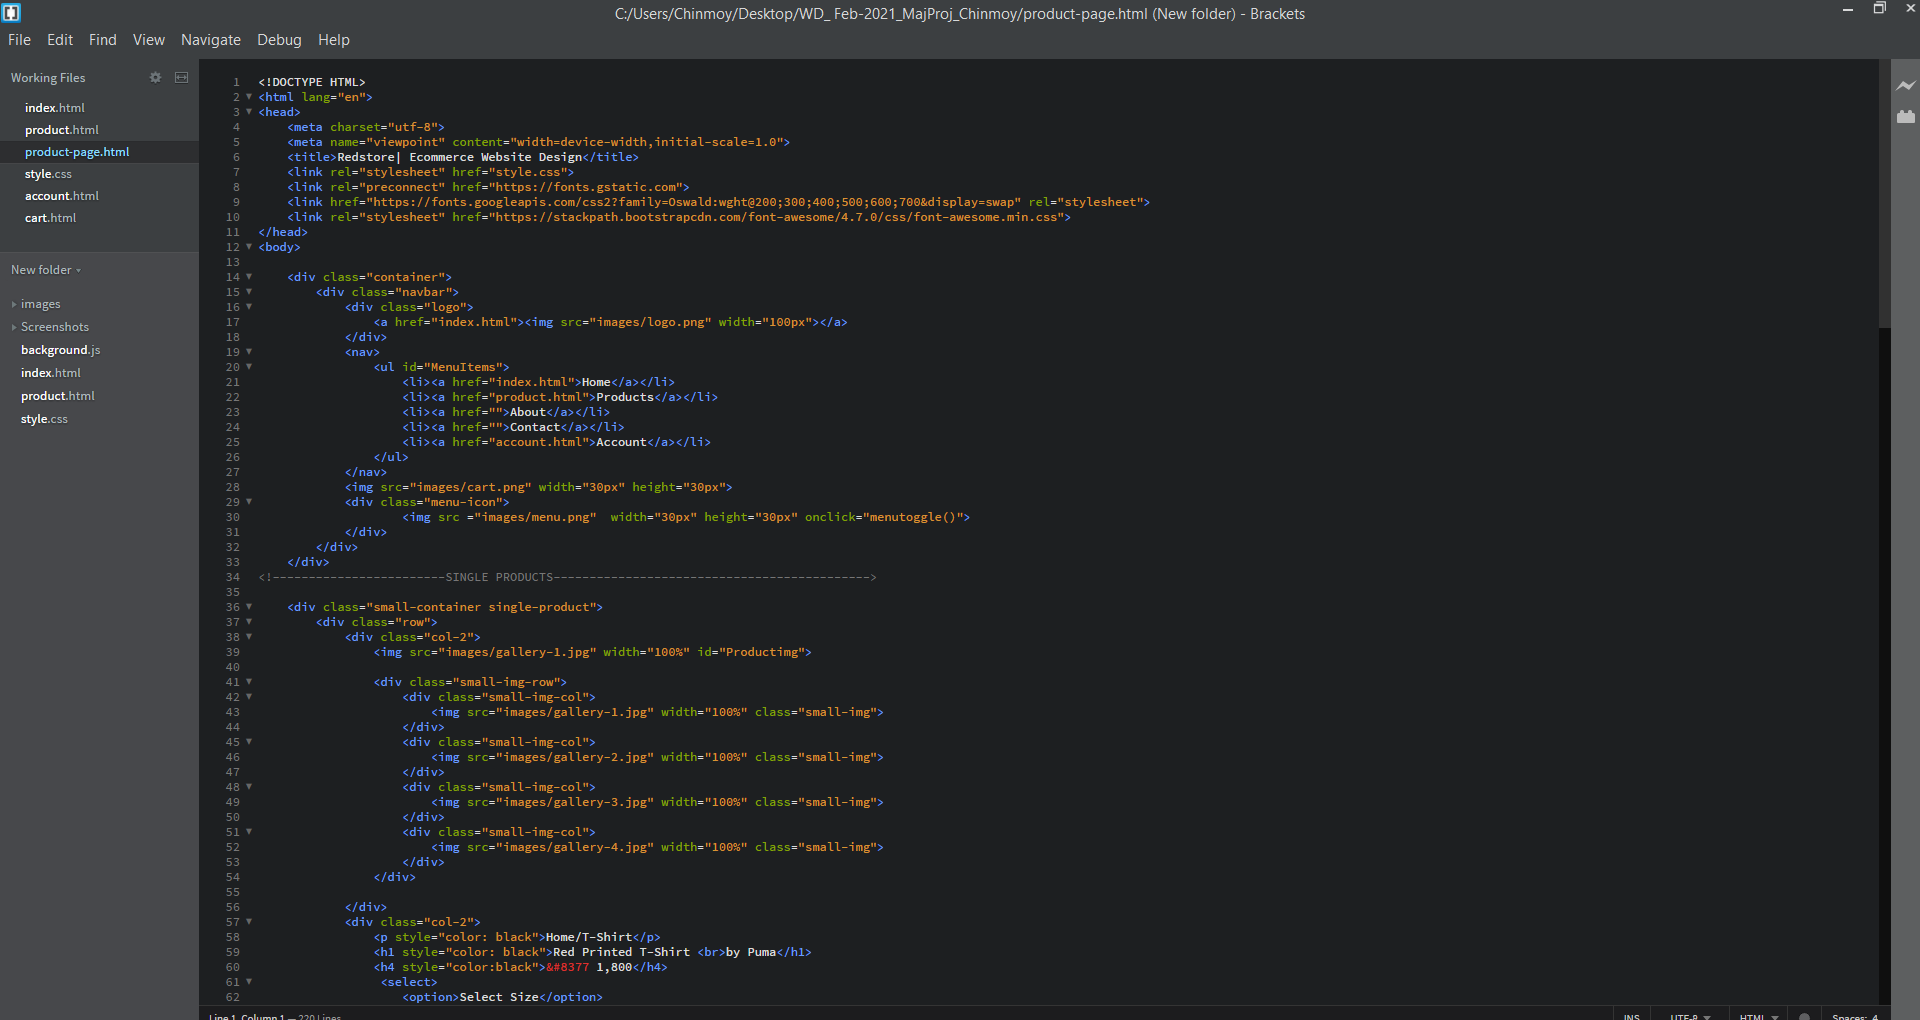 C:/Users/Chinmoy/Desktop/WD_ Feb-2021_MajProj_Chinmoy/product-page.html (New folder) - Brackets
File Edit Find View Navigate Debug Help
Working Files
index.html
product.html
product-page.html
style.css
account.html
cart.html
New folder
images
Screenshots
background.js
index.html
product.html
style.css
1 <!DOCTYPE HTML>
2 <html lang="en">
3 <head>
4 <meta charset="utf-8">
5 <meta name="viewpoint" content="width=device-width,initial-scale=1.0">
6 <title>Redstore| Ecommerce Website Design</title>
7 <link rel="stylesheet" href="style.css">
8 <link rel="preconnect" href="https://fonts.gstatic.com">
9 <link href="https://fonts.googleapis.com/css2?family=Oswald:wght@200;300;400;500;600;700&display=swap" rel="stylesheet">
10 <link rel="stylesheet" href="https://stackpath.bootstrapcdn.com/font-awesome/4.7.0/css/font-awesome.min.css">
11 </head>
12 <body>
13
14 <div class="container">
15 <div class="navbar">
16 <div class="logo">
17 <a href="index.html"><img src="images/logo.png" width="100px"></a>
18 </div>
19 <nav>
20 <ul id="MenuItems">
21 <li><a href="index.html">Home</a></li>
22 <li><a href="product.html">Products</a></li>
23 <li><a href="">About</a></li>
24 <li><a href="">Contact</a></li>
25 <li><a href="account.html">Account</a></li>
26 </ul>
27 </nav>
28 <img src="images/cart.png" width="30px" height="30px">
29 <div class="menu-icon">
30 <img src ="images/menu.png"  width="30px" height="30px" onclick="menutoggle()">
31 </div>
32 </div>
33 </div>
34 <!------------------------SINGLE PRODUCTS-------------------------------------------->
35
36 <div class="small-container single-product">
37 <div class="row">
38 <div class="col-2">
39 <img src="images/gallery-1.jpg" width="100%" id="Productimg">
40
41 <div class="small-img-row">
42 <div class="small-img-col">
43 <img src="images/gallery-1.jpg" width="100%" class="small-img">
44 </div>
45 <div class="small-img-col">
46 <img src="images/gallery-2.jpg" width="100%" class="small-img">
47 </div>
48 <div class="small-img-col">
49 <img src="images/gallery-3.jpg" width="100%" class="small-img">
50 </div>
51 <div class="small-img-col">
52 <img src="images/gallery-4.jpg" width="100%" class="small-img">
53 </div>
54 </div>
55
56 </div>
57 <div class="col-2">
58 <p style="color: black">Home/T-Shirt</p>
59 <h1 style="color: black">Red Printed T-Shirt <br>by Puma</h1>
60 <h4 style="color:black">&#8377 1,800</h4>
61 <select>
62 <option>Select Size</option>
Line 1, Column 1 — 220 Lines
INS UTF-8 HTML Spaces: 4